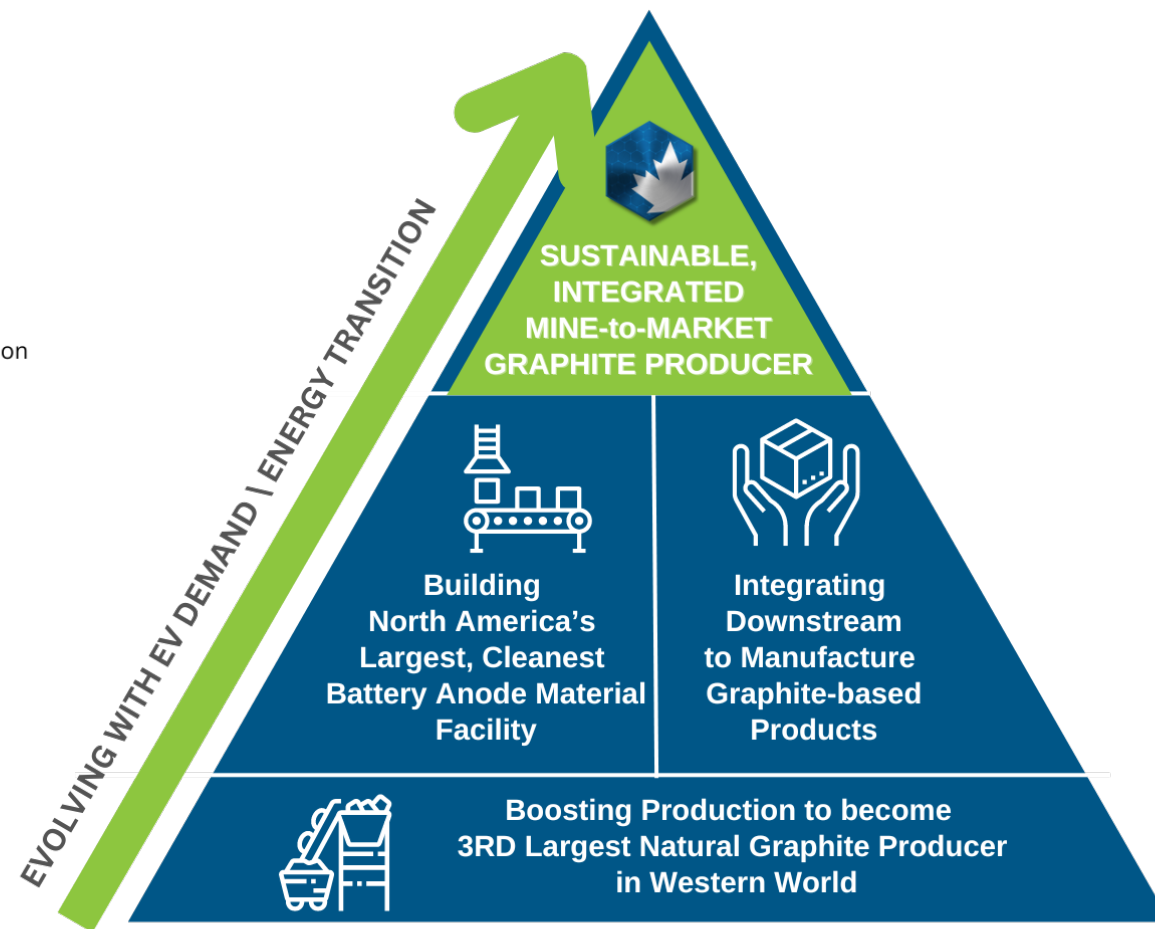 SUSTAINABLE,
INTEGRATED
MINE-to-MARKET
GRAPHITE PRODUCER
on
EVOLVING WITH EV DEMAND \ ENERGY TRANSITION
Building
North America’s
Largest, Cleanest
Battery Anode Material
Facility
Integrating
Downstream
to Manufacture
Graphite-based
Products
Boosting Production to become
3RD Largest Natural Graphite Producer
in Western World